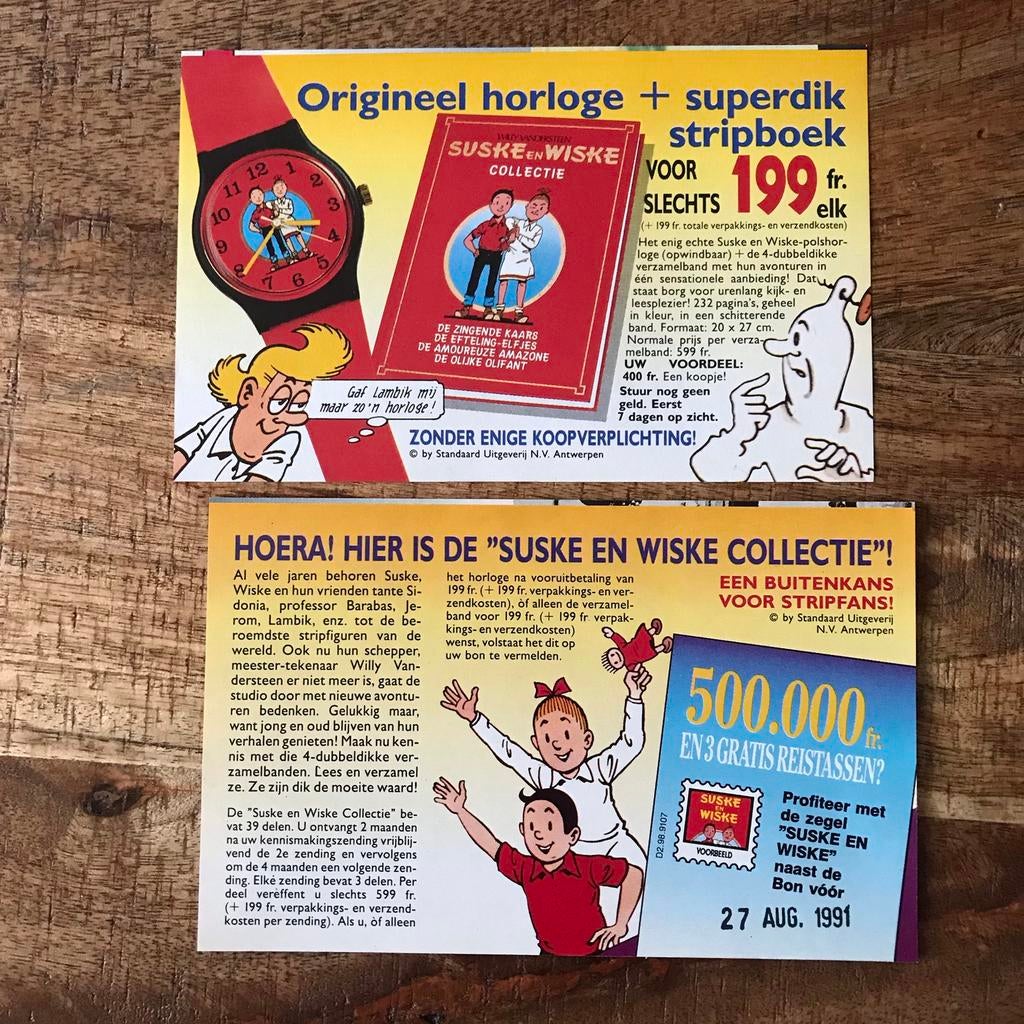 Origineel horloge + superdik
stripboek
VOOR
SLECHTS 199 fr.
elk
(+ 199 fr. totale verpakkings- en verzendkosten)
Het enig echte Suske en Wiske-polshor-
loge (opwindbaar) + de 4-dubbeldikke
verzamelband met hun avonturen in
één sensationele aanbieding! Dat
staat borg voor urenlang kijk- en
leesplezier! 232 pagina's, geheel
in kleur, in een schitterende
band. Formaat: 20 x 27 cm.
Normale prijs per verza-
melband: 599 fr.
UW VOORDEEL:
400 fr. Een koopje!
Stuur nog geen
geld. Eerst
7 dagen op zicht.
ZONDER ENIGE KOOPVERPLICHTING!
© by Standaard Uitgeverij N.V. Antwerpen
12 1 2 3 5 6 7 8 9 10 11
WILLY VANDERSTEEN
SUSKE EN WISKE
COLLECTIE
DE ZINGENDE KAARS
DE EFTELING-ELFJES
DE AMOUREUZE AMAZONE
DE OLIJKE OLIFANT
Gaf Lambik mij
maar zo'n horloge!
HOERA! HIER IS DE "SUSKE EN WISKE COLLECTIE"!
Al vele jaren behoren Suske,
Wiske en hun vrienden tante Si-
donia, professor Barabas, Je-
rom, Lambik, enz. tot de be-
roemdste stripfiguren van de
wereld. Ook nu hun schepper,
meester-tekenaar Willy Van-
dersteen er niet meer is, gaat de
studio door met nieuwe avontu-
ren bedenken. Gelukkig maar,
want jong en oud blijven van hun
verhalen genieten! Maak nu ken-
nis met die 4-dubbeldikke ver-
zamelbanden. Lees en verzamel
ze. Ze zijn dik de moeite waard!
De "Suske en Wiske Collectie" be-
vat 39 delen. U ontvangt 2 maanden
na uw kennismakingszending vrijblij-
vend de 2e zending en vervolgens
om de 4 maanden een volgende zen-
ding. Elke zending bevat 3 delen. Per
deel vereffent u slechts 599 fr.
(+ 199 fr. verpakkings- en verzend-
kosten per zending). Als u, òf alleen
het horloge na vooruitbetaling van
199 fr. (+ 199 fr. verpakkings- en ver-
zendkosten), òf alleen de verzamel-
band voor 199 fr. (+ 199 fr. verpak-
kings- en verzendkosten)
wenst, volstaat het dit op
uw bon te vermelden.
EEN BUITENKANS
VOOR STRIPFANS!
© by Standaard Uitgeverij
N.V. Antwerpen
500.000 fr.
EN 3 GRATIS REISTASSEN?
SUSKE
EN
WISKE
VOORBEELD
D2.98.9107
Profiteer met
de zegel
"SUSKE EN
WISKE"
naast de
Bon vóór
27 AUG. 1991